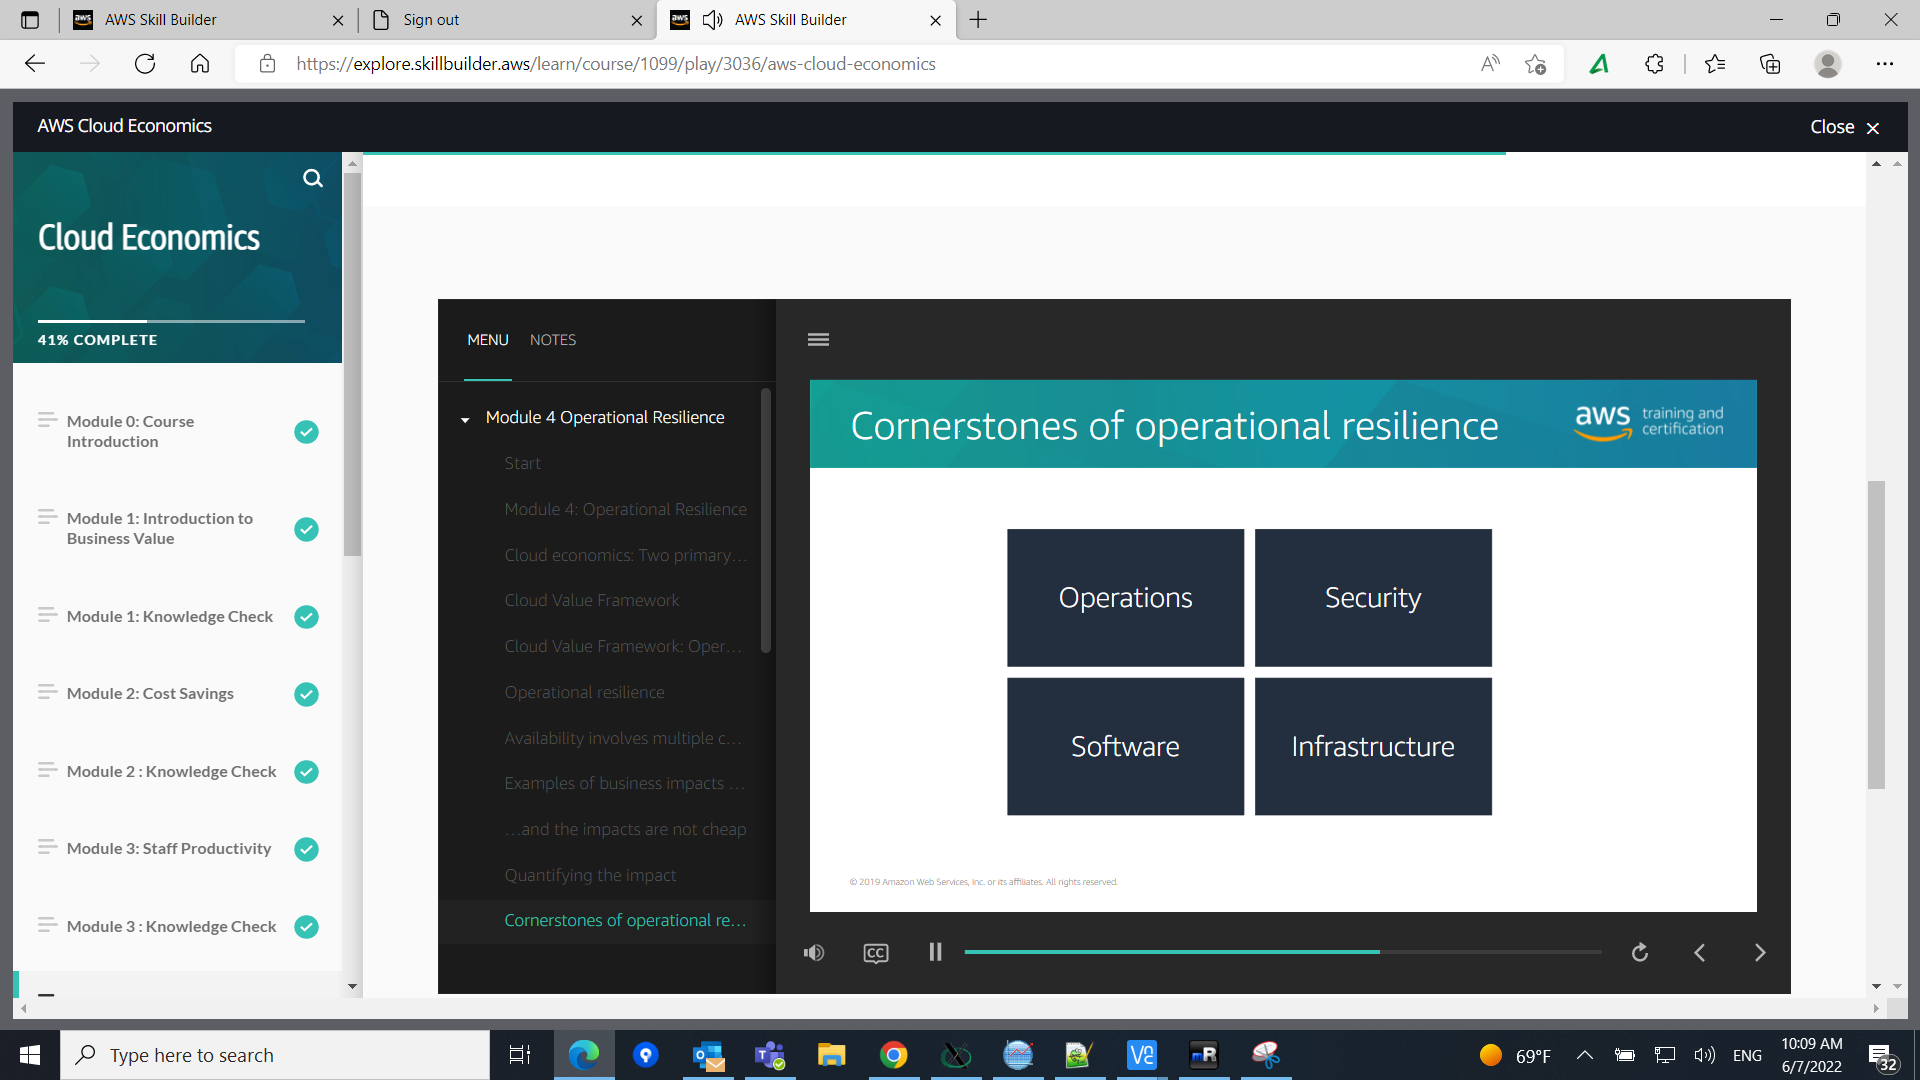 AWS Skill Builder
Sign out
AWS Skill Builder
https://explore.skillbuilder.aws/learn/course/1099/play/3036/aws-cloud-economics
AWS Cloud Economics
Close
Cloud Economics
41% COMPLETE
Module 0: Course
Introduction
Module 1: Introduction to
Business Value
Module 1: Knowledge Check
Module 2: Cost Savings
Module 2 : Knowledge Check
Module 3: Staff Productivity
Module 3 : Knowledge Check
MENU
NOTES
Module 4 Operational Resilience
Start
Module 4: Operational Resilience
Cloud economics: Two primary...
Cloud Value Framework
Cloud Value Framework: Oper...
Operational resilience
Availability involves multiple c...
Examples of business impacts ...
...and the impacts are not cheap
Quantifying the impact
Cornerstones of operational re...
Cornerstones of operational resilience
aws training and
certification
Operations
Security
Software
Infrastructure
© 2019 Amazon Web Services, Inc. or its affiliates. All rights reserved.
CC
Type here to search
69°F
ENG
10:09 AM
6/7/2022
32